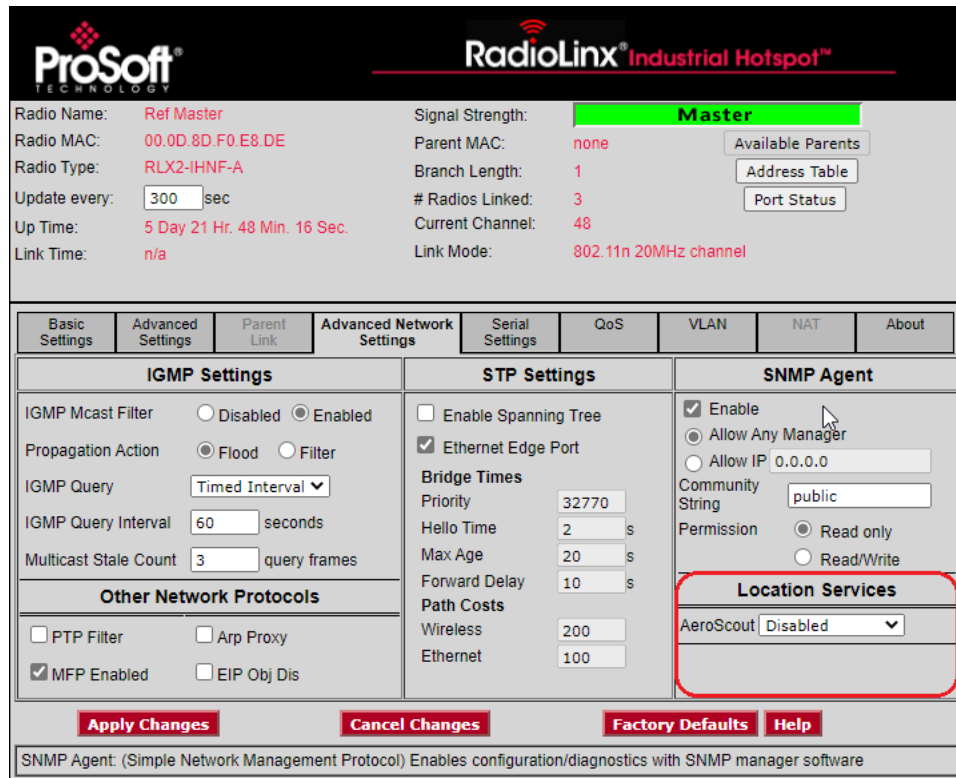 ProSoft®
TECHNOLOGY
RadioLinx® Industrial Hotspot™
Radio Name: Ref Master
Radio MAC: 00.0D.8D.F0.E8.DE
Radio Type: RLX2-IHNF-A
Update every: 300 sec
Up Time: 5 Day 21 Hr. 48 Min. 16 Sec.
Link Time: n/a
Signal Strength: Master
Parent MAC: none Available Parents
Branch Length: 1 Address Table
# Radios Linked: 3 Port Status
Current Channel: 48
Link Mode: 802.11n 20MHz channel
Basic Settings
Advanced Settings
Parent Link
Advanced Network Settings
Serial Settings
QoS
VLAN
NAT
About
IGMP Settings
IGMP Mcast Filter Disabled Enabled
Propagation Action Flood Filter
IGMP Query Timed Interval
IGMP Query Interval 60 seconds
Multicast Stale Count 3 query frames
Other Network Protocols
PTP Filter Arp Proxy
MFP Enabled EIP Obj Dis
STP Settings
Enable Spanning Tree
Ethernet Edge Port
Bridge Times
Priority 32770
Hello Time 2 s
Max Age 20 s
Forward Delay 10 s
Path Costs
Wireless 200
Ethernet 100
SNMP Agent
Enable
Allow Any Manager
Allow IP 0.0.0.0
Community String public
Permission Read only
Read/Write
Location Services
AeroScout Disabled
Apply Changes Cancel Changes Factory Defaults Help
SNMP Agent: (Simple Network Management Protocol) Enables configuration/diagnostics with SNMP manager software